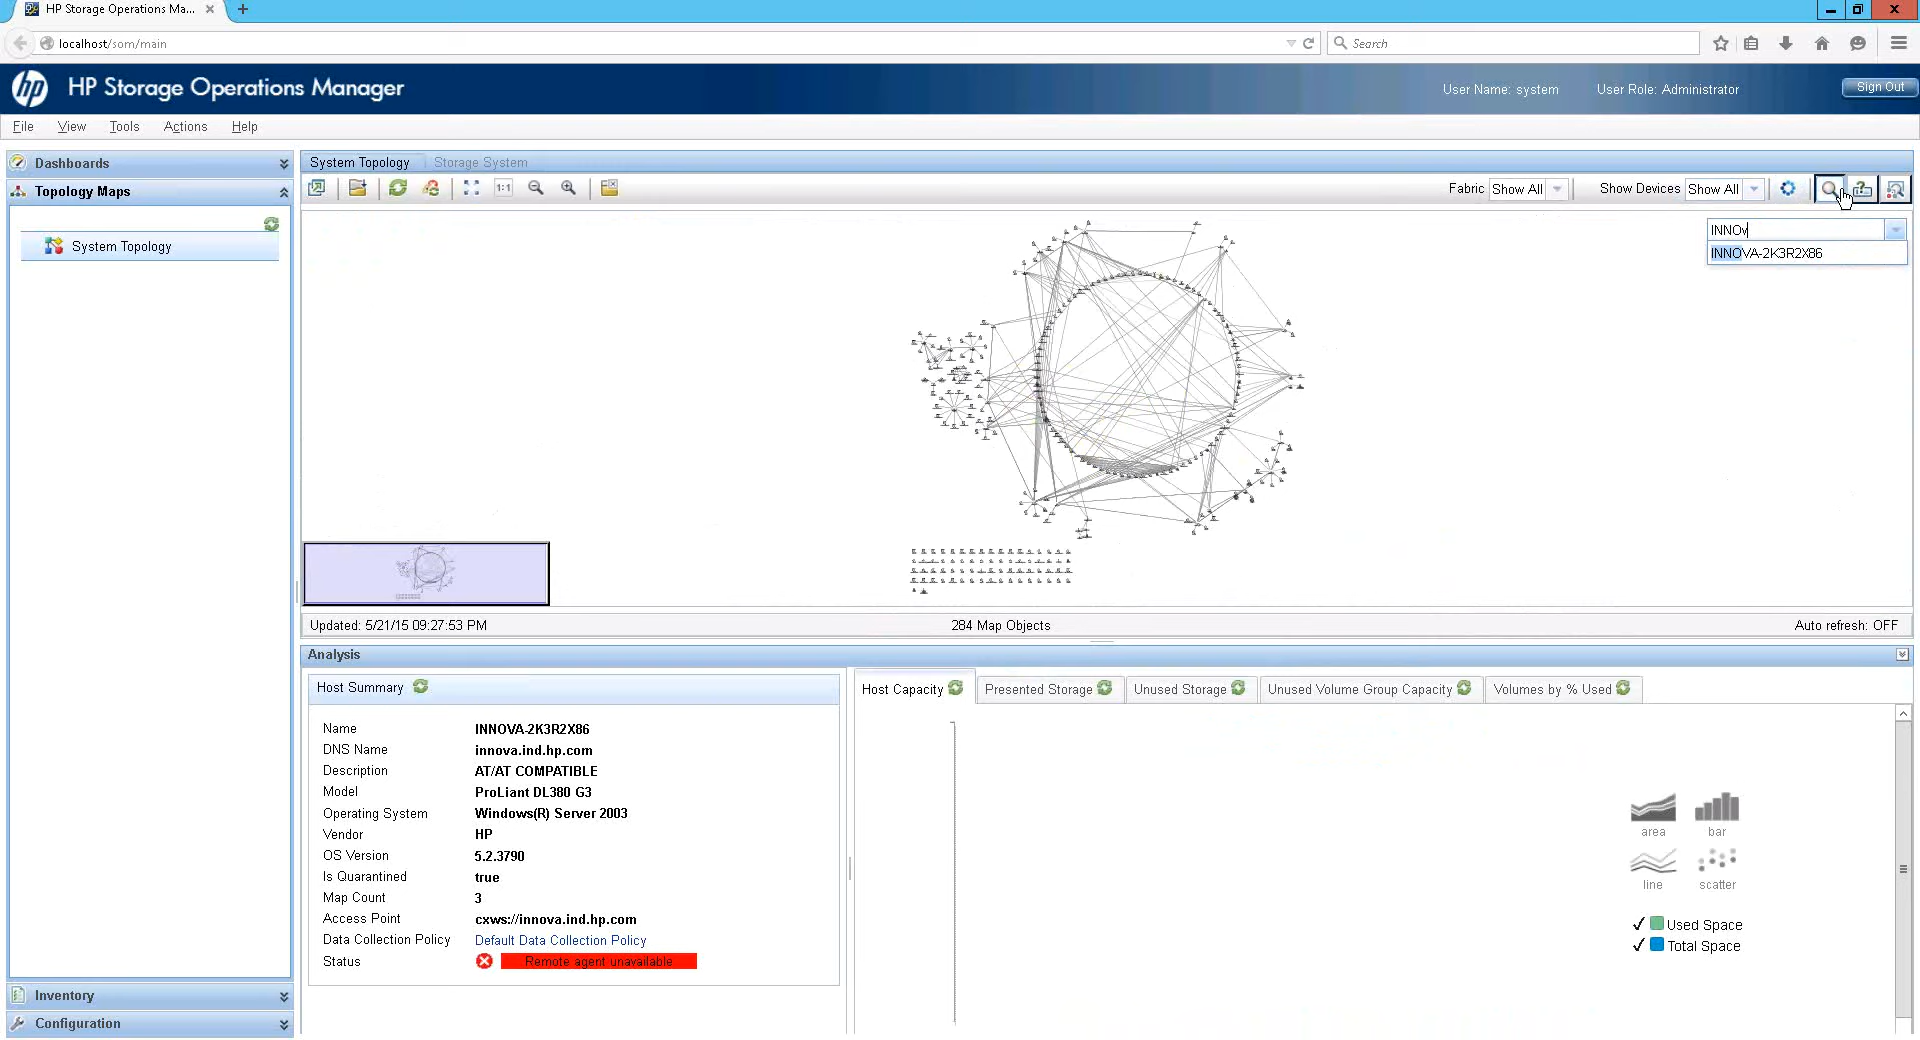 HP Storage Operations Ma...
localhost/som/main
Search
hp
HP Storage Operations Manager
User Name: system
User Role: Administrator
Sign Out
File View Tools Actions Help
Dashboards
Topology Maps
System Topology
System Topology
Storage System
1:1
Fabric Show All
Show Devices Show All
INNOv
INNOVA-2K3R2X86
Updated: 5/21/15 09:27:53 PM
284 Map Objects
Auto refresh: OFF
Analysis
Host Summary
Name INNOVA-2K3R2X86
DNS Name innova.ind.hp.com
Description AT/AT COMPATIBLE
Model ProLiant DL380 G3
Operating System Windows(R) Server 2003
Vendor HP
OS Version 5.2.3790
Is Quarantined true
Map Count 3
Access Point cxws://innova.ind.hp.com
Data Collection Policy Default Data Collection Policy
Status Remote agent unavailable
Host Capacity
Presented Storage
Unused Storage
Unused Volume Group Capacity
Volumes by % Used
area
bar
line
scatter
Used Space
Total Space
Inventory
Configuration